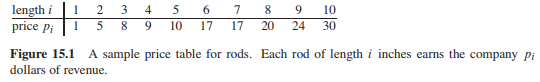 length i | 1 2 3 4 5 6 7 8 9 10
price pᵢ | 1 5 8 9 10 17 17 20 24 30
Figure 15.1 A sample price table for rods. Each rod of length i inches earns the company pᵢ
dollars of revenue.